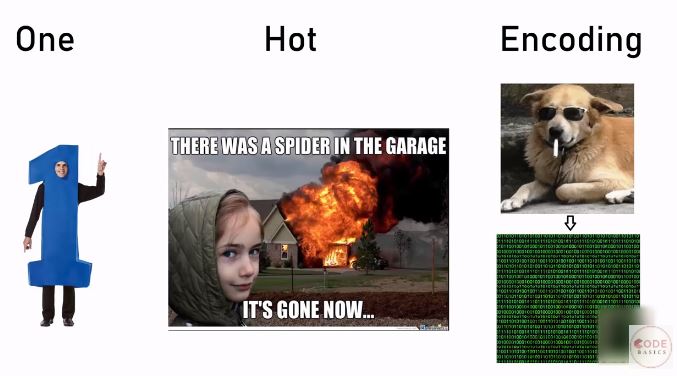 One
Hot
Encoding
THERE WAS A SPIDER IN THE GARAGE
IT'S GONE NOW...
CODE
BASICS